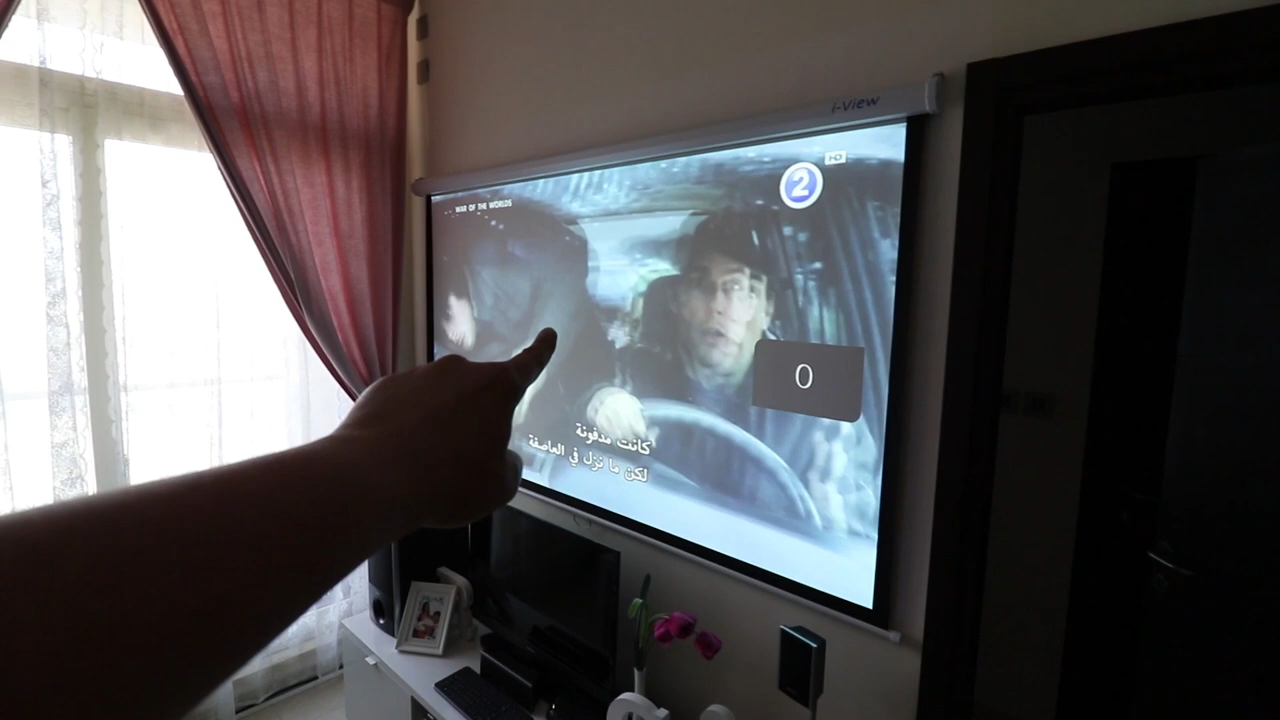 i-View
HD
2
WAR OF THE WORLDS
0
كانت مدفونة
لكن ما نزل في العاصفة